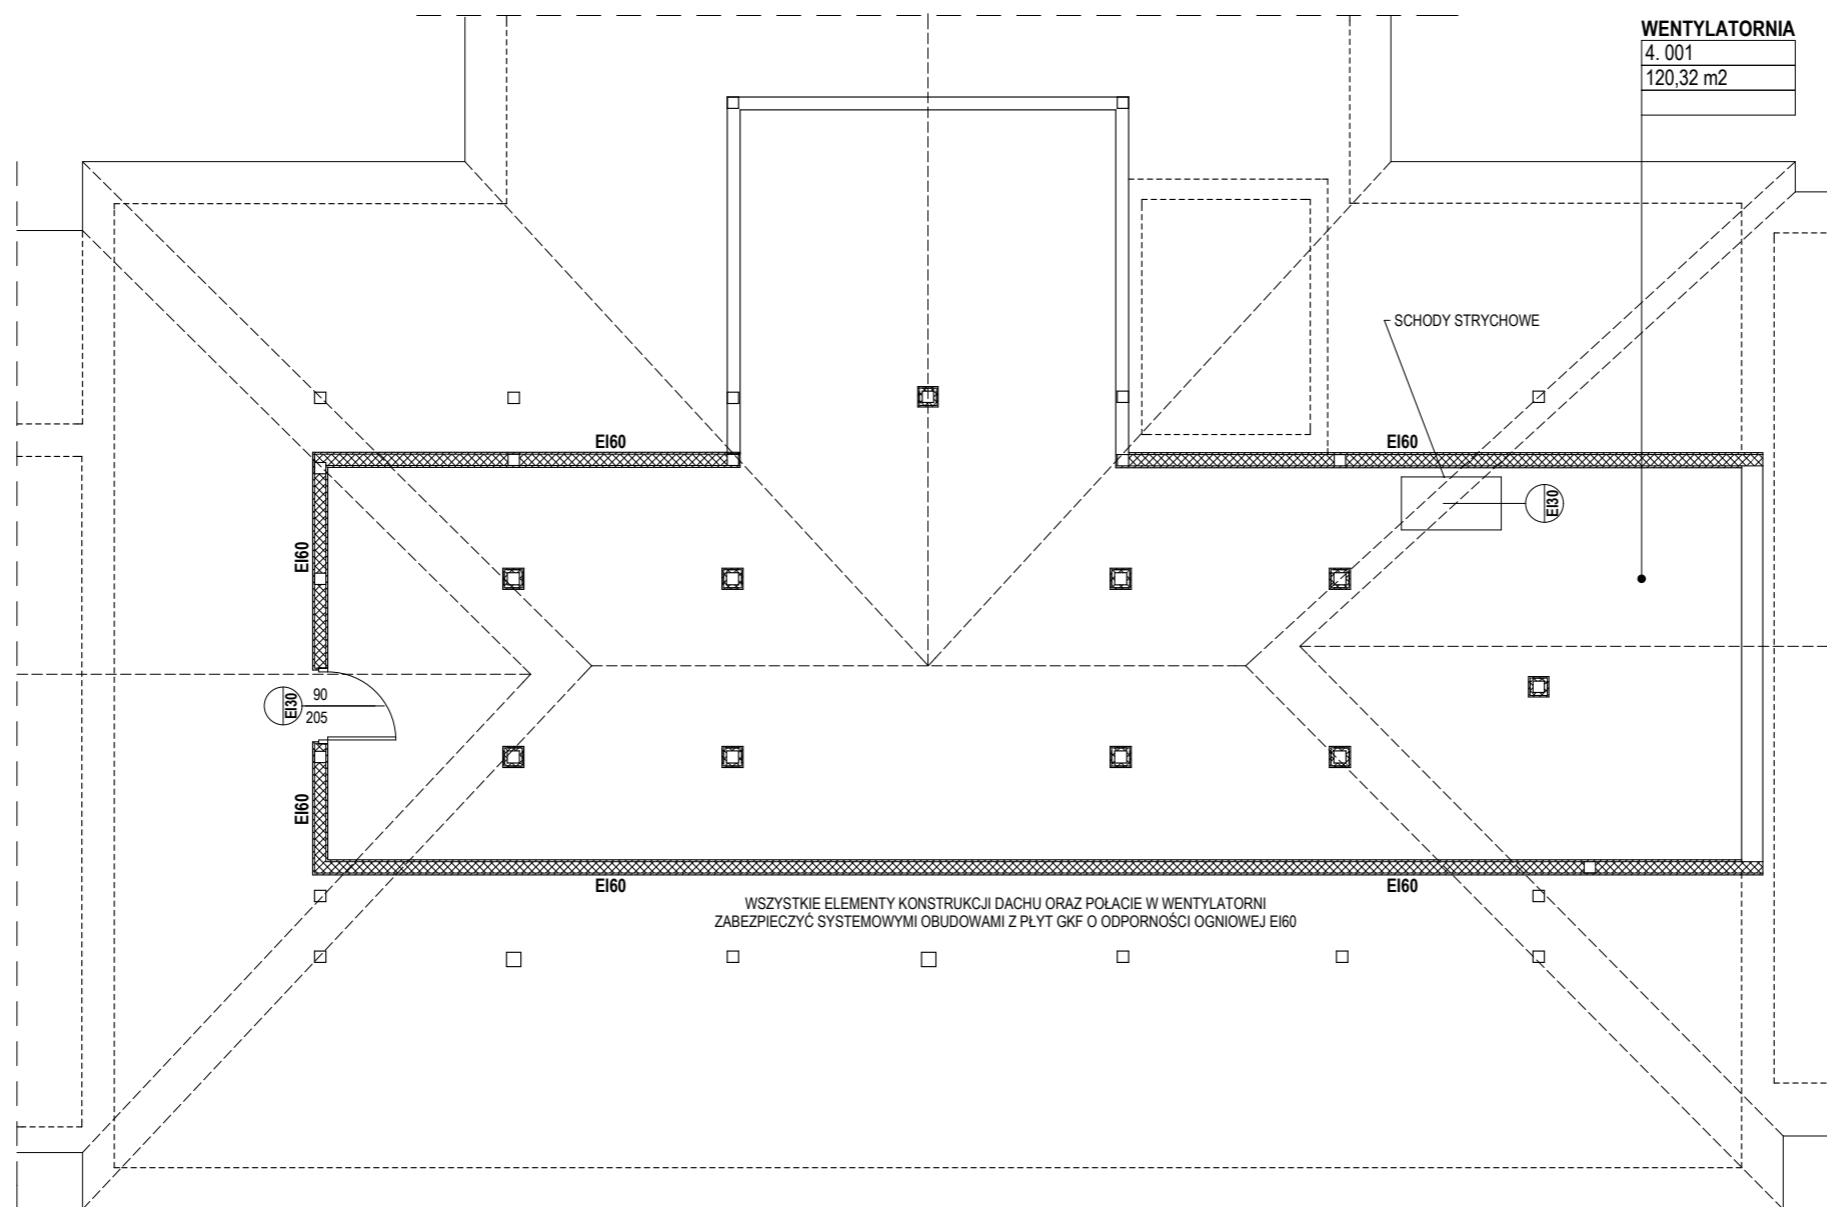 WENTYLATORNIA
4. 001
120,32 m2
SCHODY STRYCHOWE
EI60
EI60
EI30
EI60
EI30
90
205
EI60
EI60
EI60
WSZYSTKIE ELEMENTY KONSTRUKCJI DACHU ORAZ POŁACIE W WENTYLATORNI
ZABEZPIECZYĆ SYSTEMOWYMI OBUDOWAMI Z PŁYT GKF O ODPORNOŚCI OGNIOWEJ EI60